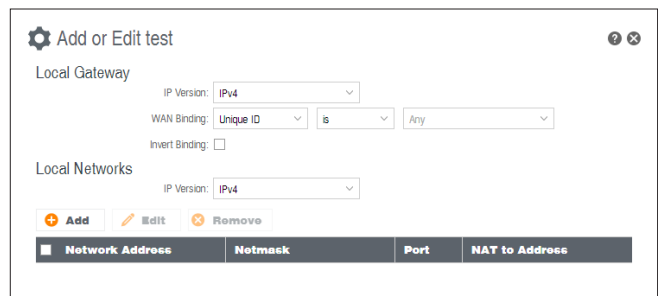 Add or Edit test
Local Gateway
IP Version: IPv4
WAN Binding: Unique ID is Any
Invert Binding:
Local Networks
IP Version: IPv4
Add Edit Remove
Network Address Netmask Port NAT to Address